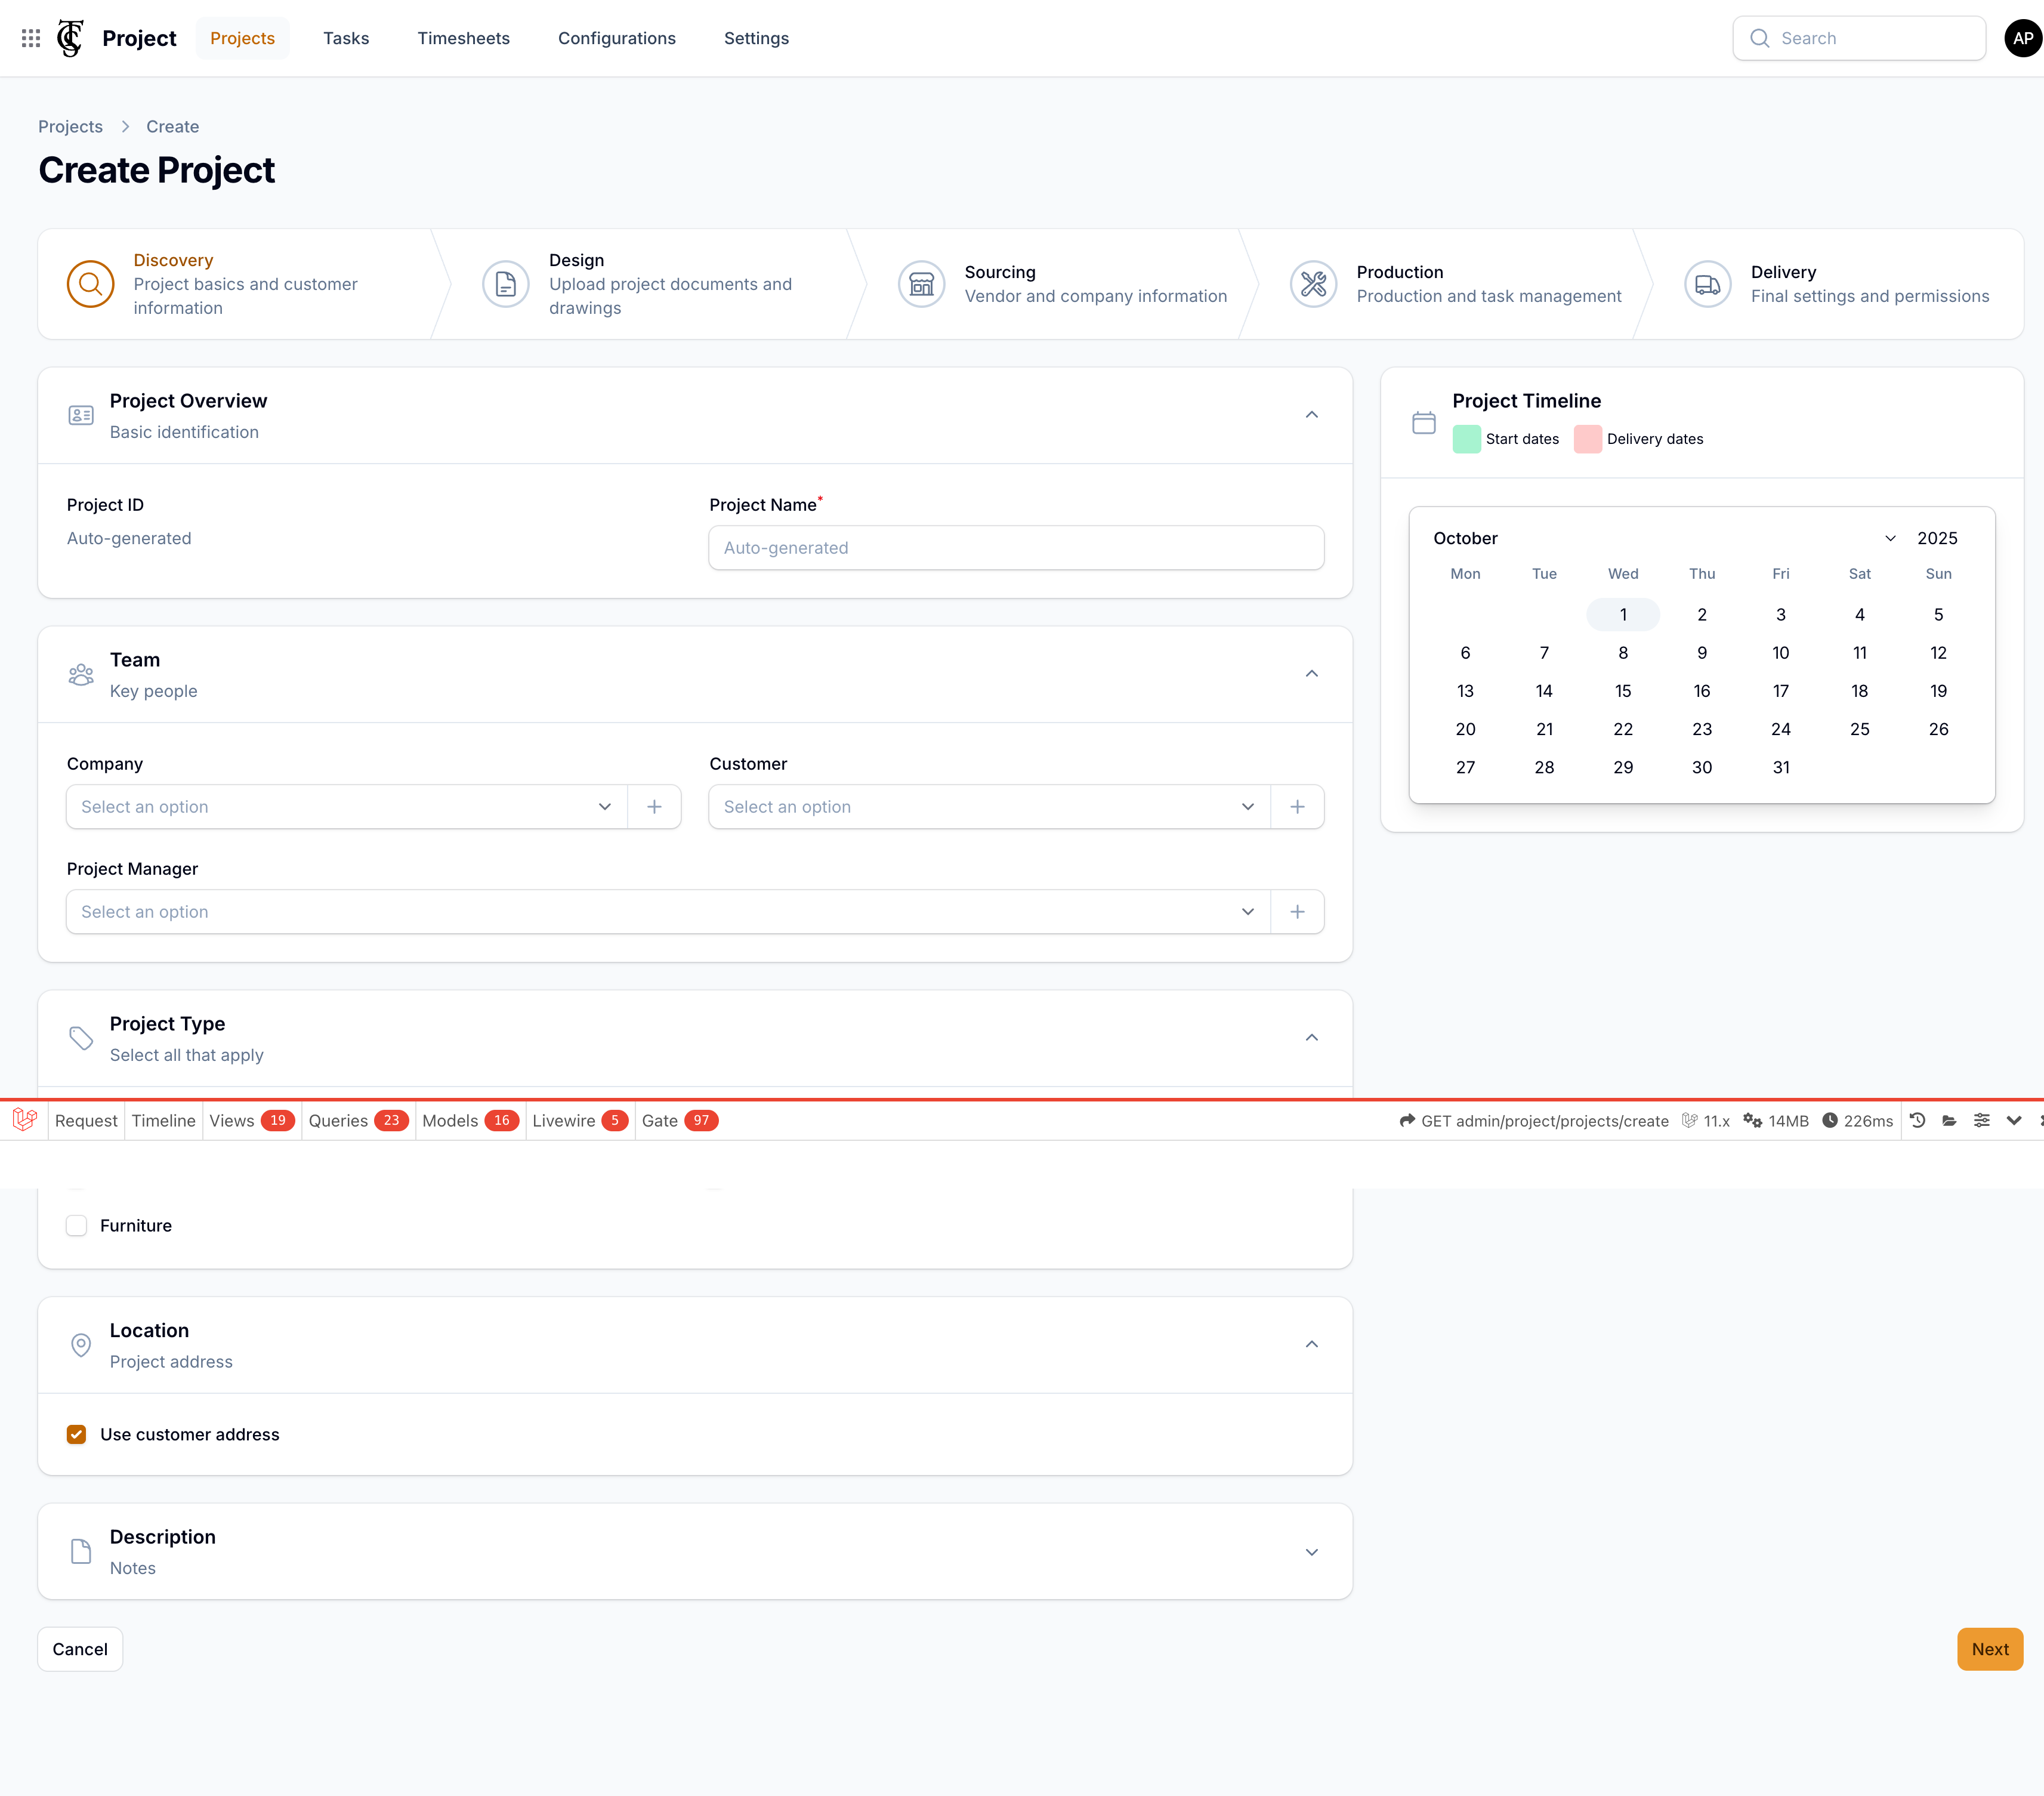 Project
Projects
Tasks
Timesheets
Configurations
Settings
Search
AP
Projects
Create
Create Project
Discovery
Project basics and customer
information
Design
Upload project documents and
drawings
Sourcing
Vendor and company information
Production
Production and task management
Delivery
Final settings and permissions
Project Overview
Basic identification
Project ID
Auto-generated
Project Name*
Auto-generated
Team
Key people
Company
Select an option
Customer
Select an option
Project Manager
Select an option
Project Type
Select all that apply
Project Timeline
Start dates
Delivery dates
October
2025
Mon Tue Wed Thu Fri Sat Sun
1 2 3 4 5
6 7 8 9 10 11 12
13 14 15 16 17 18 19
20 21 22 23 24 25 26
27 28 29 30 31
Request Timeline Views 19 Queries 23 Models 16 Livewire 5 Gate 97 GET admin/project/projects/create 11.x 14MB 226ms
Furniture
Location
Project address
Use customer address
Description
Notes
Cancel
Next